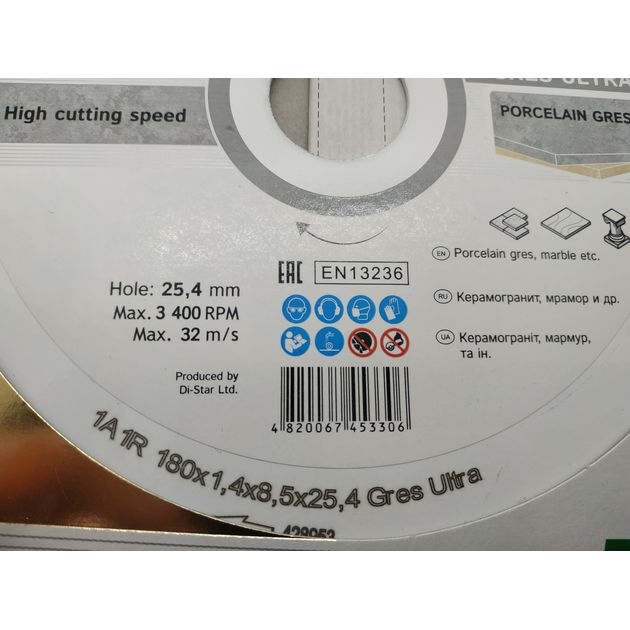 High cutting speed
GRES ULTRA
PORCELAIN GRES
EAC EN13236
Hole: 25,4 mm
Max. 3 400 RPM
Max. 32 m/s
Produced by
Di-Star Ltd.
EN Porcelain gres, marble etc.
RU Керамогранит, мрамор и др.
UA Керамограніт, мармур,
та ін.
4 820067 453306
1A1R 180x1,4x8,5x25,4 Gres Ultra